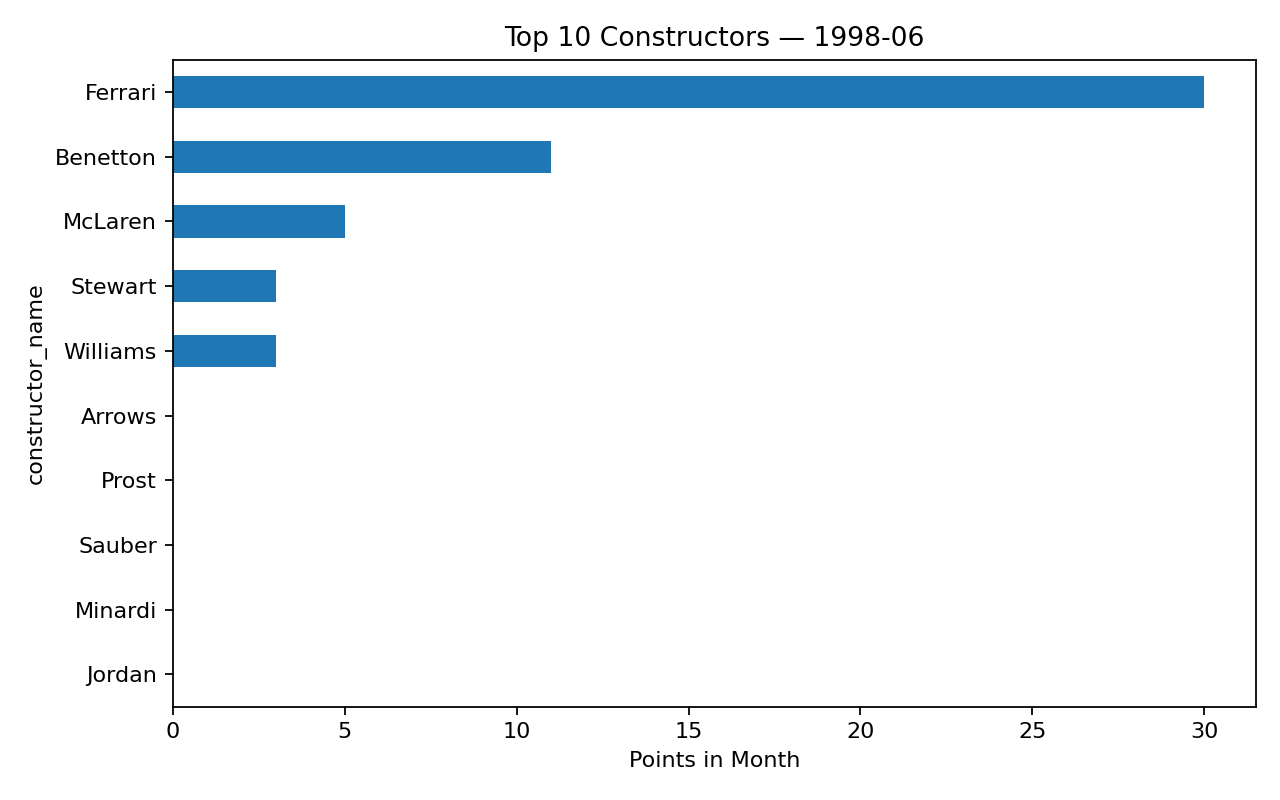 Top 10 Constructors — 1998-06
constructor_name
Ferrari
Benetton
McLaren
Stewart
Williams
Arrows
Prost
Sauber
Minardi
Jordan
0 5 10 15 20 25 30
Points in Month